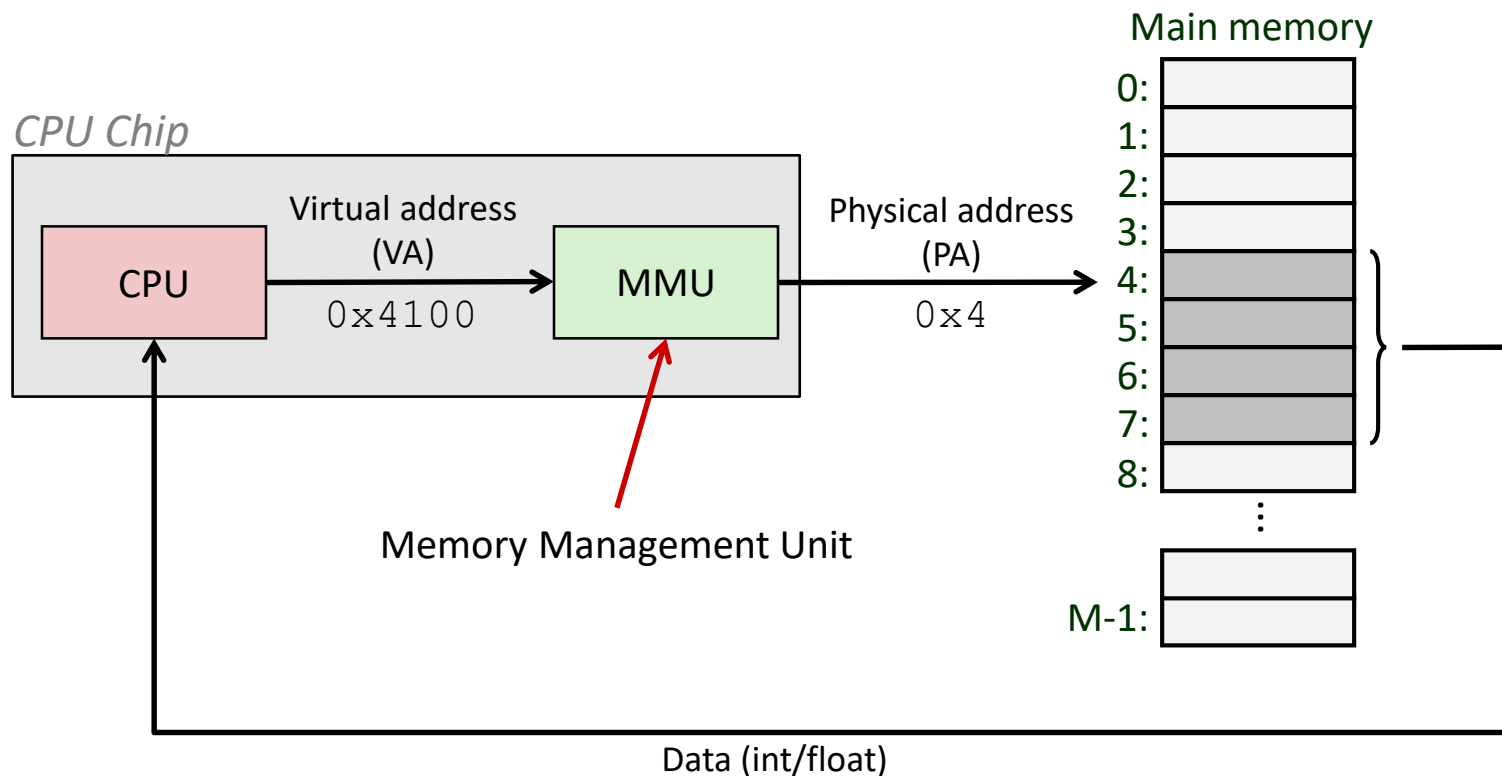 Main memory
CPU Chip
0:
1:
2:
3:
4:
5:
6:
7:
8:
...
M-1:
Virtual address
(VA)
Physical address
(PA)
CPU
MMU
0x4100
0x4
Memory Management Unit
Data (int/float)